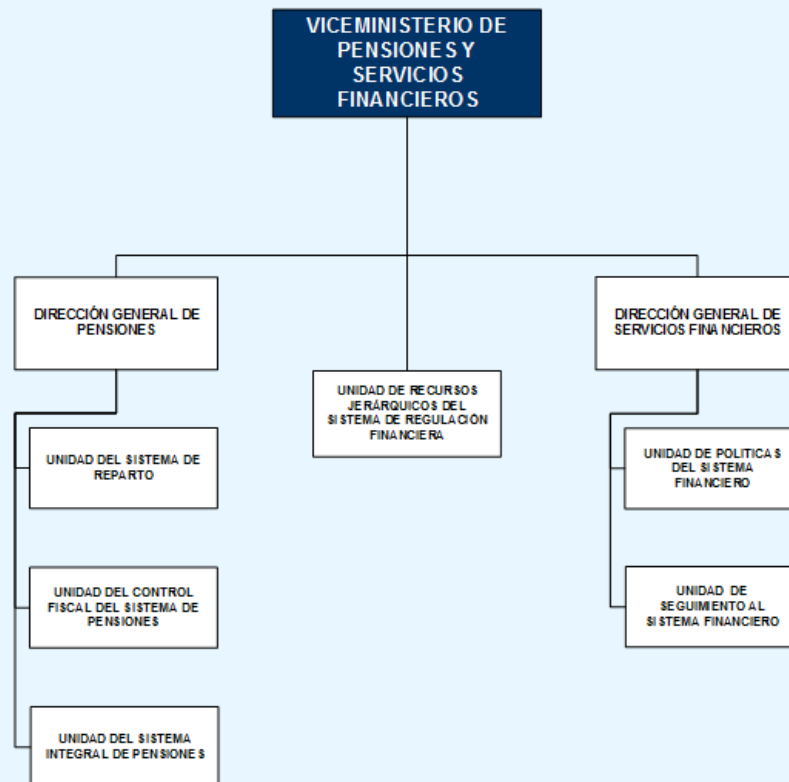 VICEMINISTERIO DE
PENSIONES Y
SERVICIOS
FINANCIEROS
DIRECCIÓN GENERAL DE
PENSIONES
DIRECCIÓN GENERAL DE
SERVICIOS FINANCIEROS
UNIDAD DE RECURSOS
JERÁRQUICOS DEL
SISTEMA DE REGULACIÓN
FINANCIERA
UNIDAD DEL SISTEMA DE
REPARTO
UNIDAD DE POLITICAS
DEL SISTEMA
FINANCIERO
UNIDAD DEL CONTROL
FISCAL DEL SISTEMA DE
PENSIONES
UNIDAD DE
SEGUIMIENTO AL
SISTEMA FINANCIERO
UNIDAD DEL SISTEMA
INTEGRAL DE PENSIONES